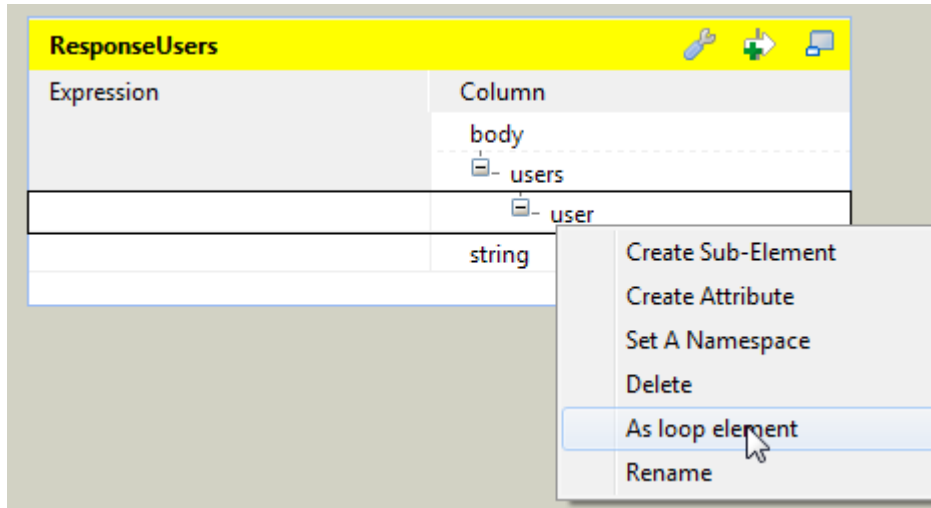 ResponseUsers
Expression Column
body
users
user
string
Create Sub-Element
Create Attribute
Set A Namespace
Delete
As loop element
Rename